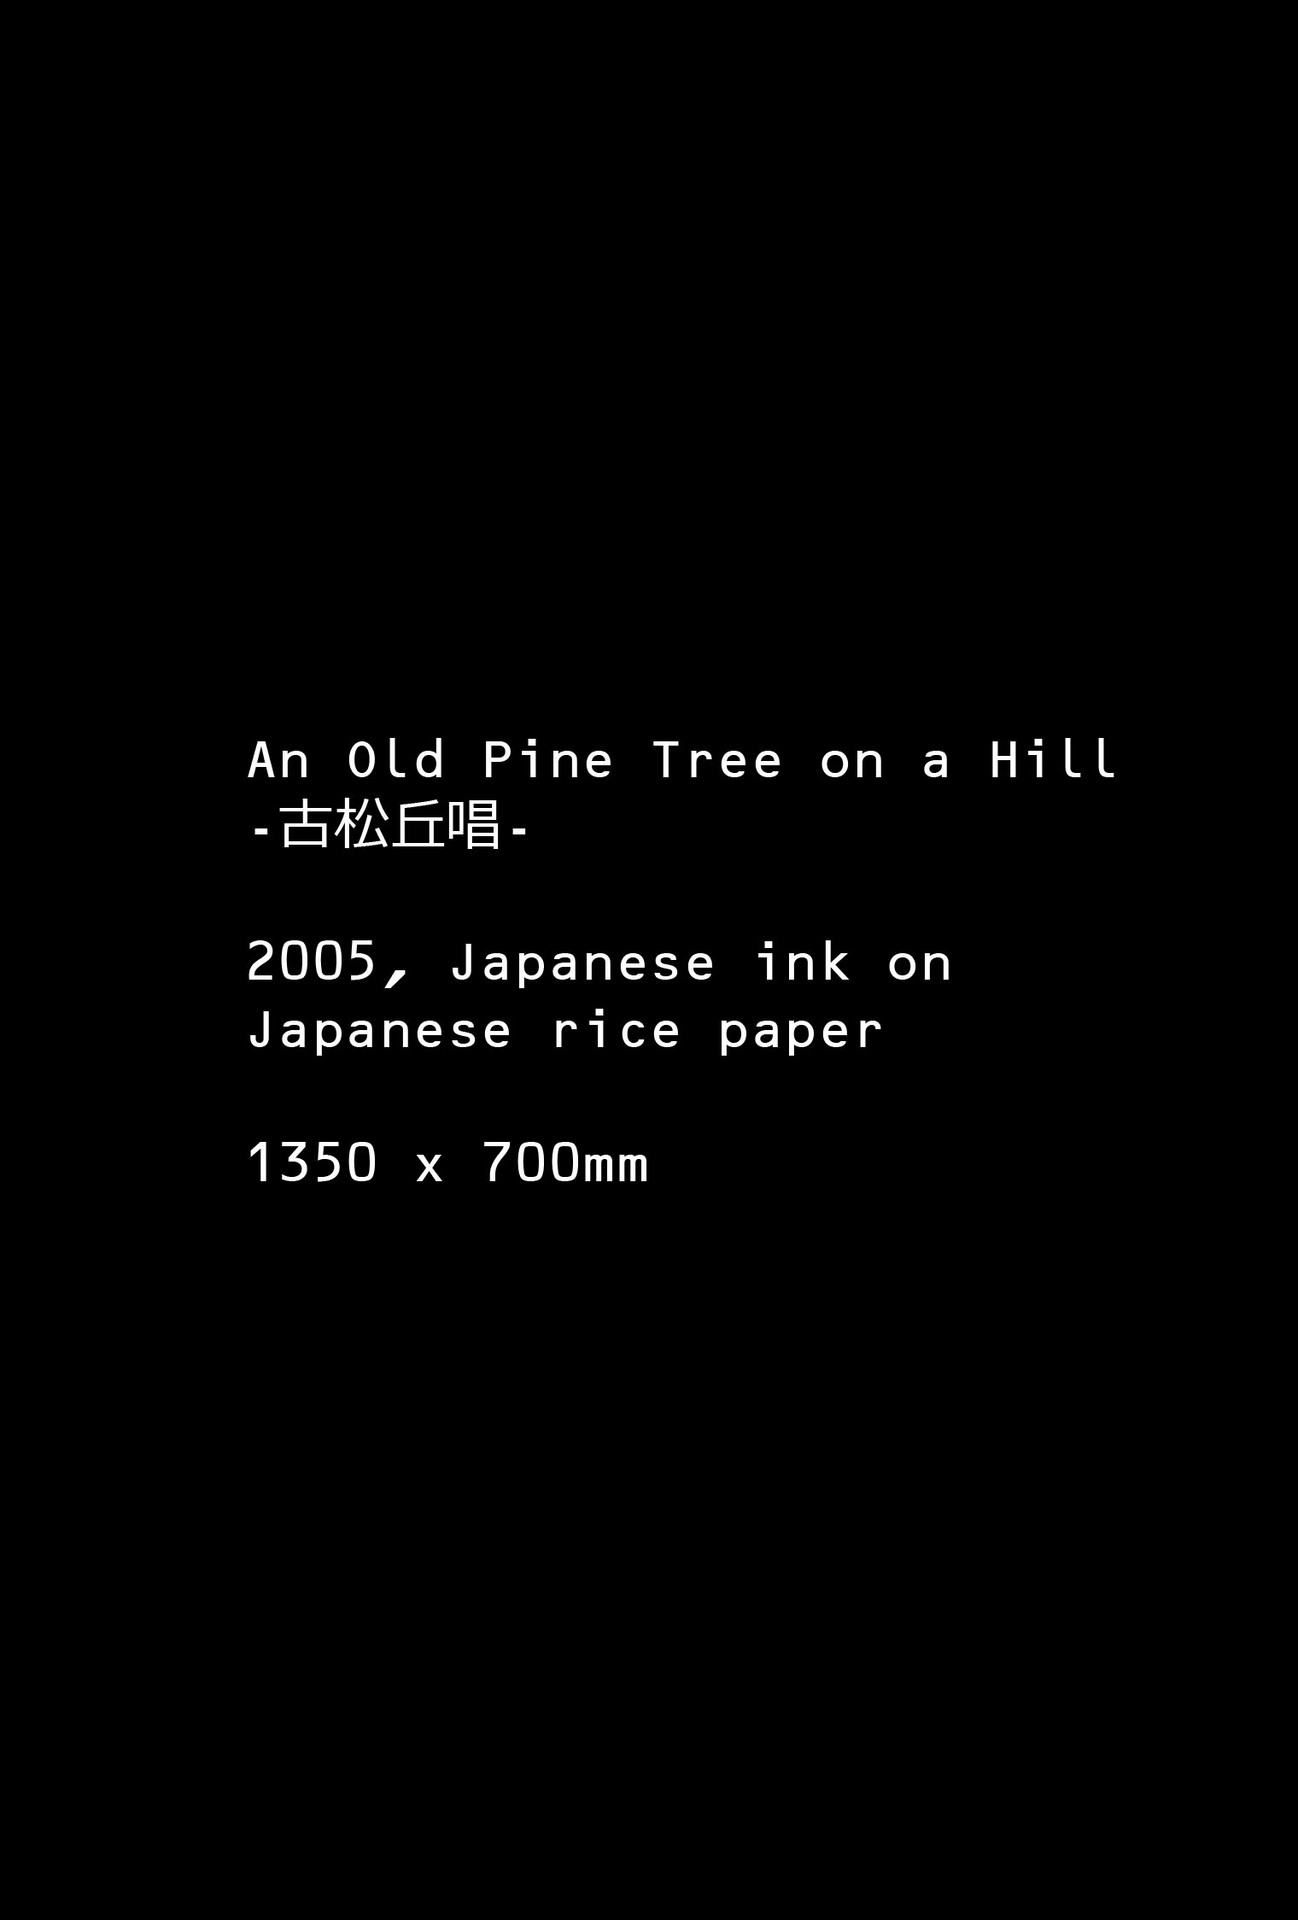 An Old Pine Tree on a Hill
-古松丘唱-
2005, Japanese ink on
Japanese rice paper
1350 x 700mm